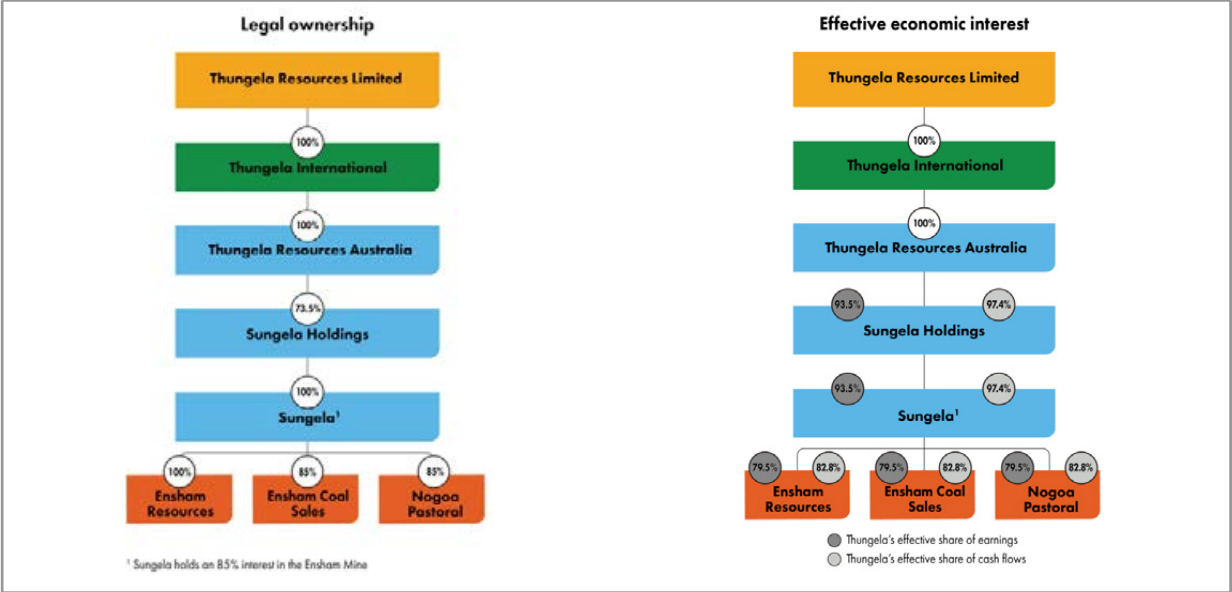 Legal ownership
Thungela Resources Limited
100%
Thungela International
100%
Thungela Resources Australia
73.5%
Sungela Holdings
100%
Sungela¹
100%
85%
85%
Ensham
Resources
Ensham Coal
Sales
Nogoa
Pastoral
¹ Sungela holds an 85% interest in the Ensham Mine
Effective economic interest
Thungela Resources Limited
100%
Thungela International
100%
Thungela Resources Australia
93.5%
97.4%
Sungela Holdings
93.5%
97.4%
Sungela¹
79.5%
82.8%
79.5%
82.8%
79.5%
82.8%
Ensham
Resources
Ensham Coal
Sales
Nogoa
Pastoral
Thungela's effective share of earnings
Thungela's effective share of cash flows